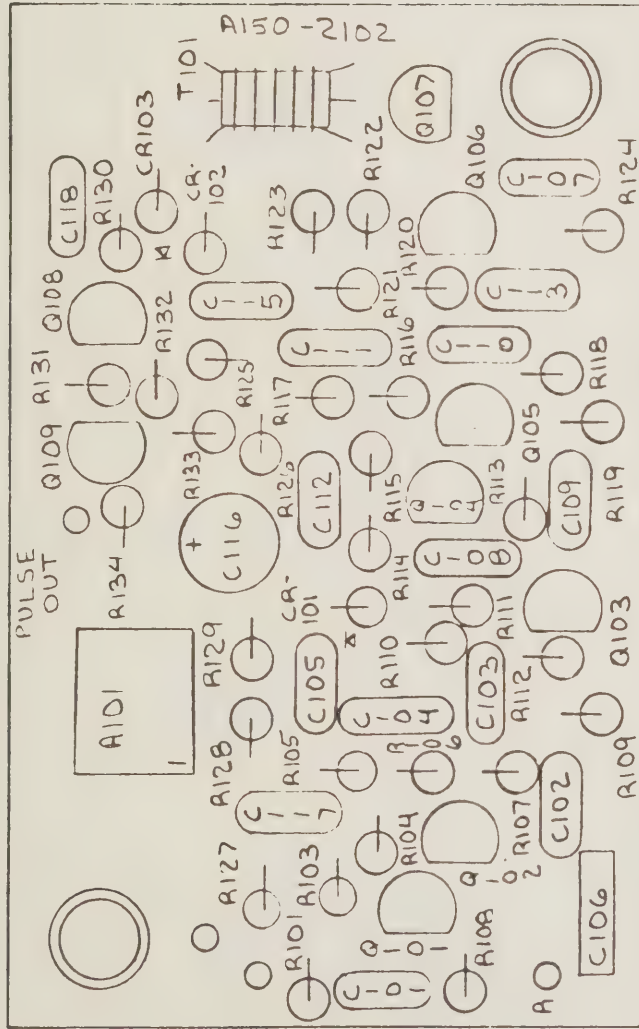 A150-2102
T101
Q107
CR103
R130
C118
CR-
102
R122
R123
Q106
C107
R124
Q108
R132
C115
R121
R120
C113
R131
R125
C111
R116
C110
R118
Q109
R133
R117
R126
C112
R115
Q105
Q104
R113
C109
R119
PULSE
OUT
R134
+
C116
CR-
101
R114
C108
R111
Q103
A101
1
R129
R128
C105
R110
C104
C103
R112
R109
R105
R106
C117
R107
C102
R104
R127
R103
Q102
Q101
R101
C101
R108
C106
A